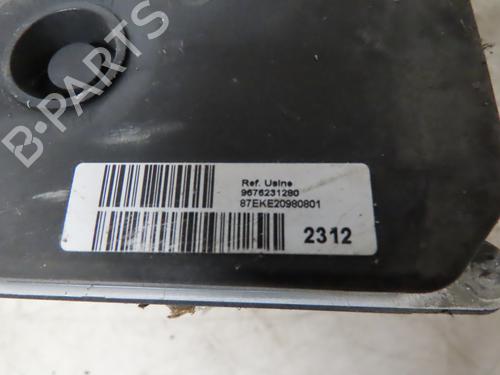 B-PARTS
Ref. Usine
9676231280
87EKE20980801
2312